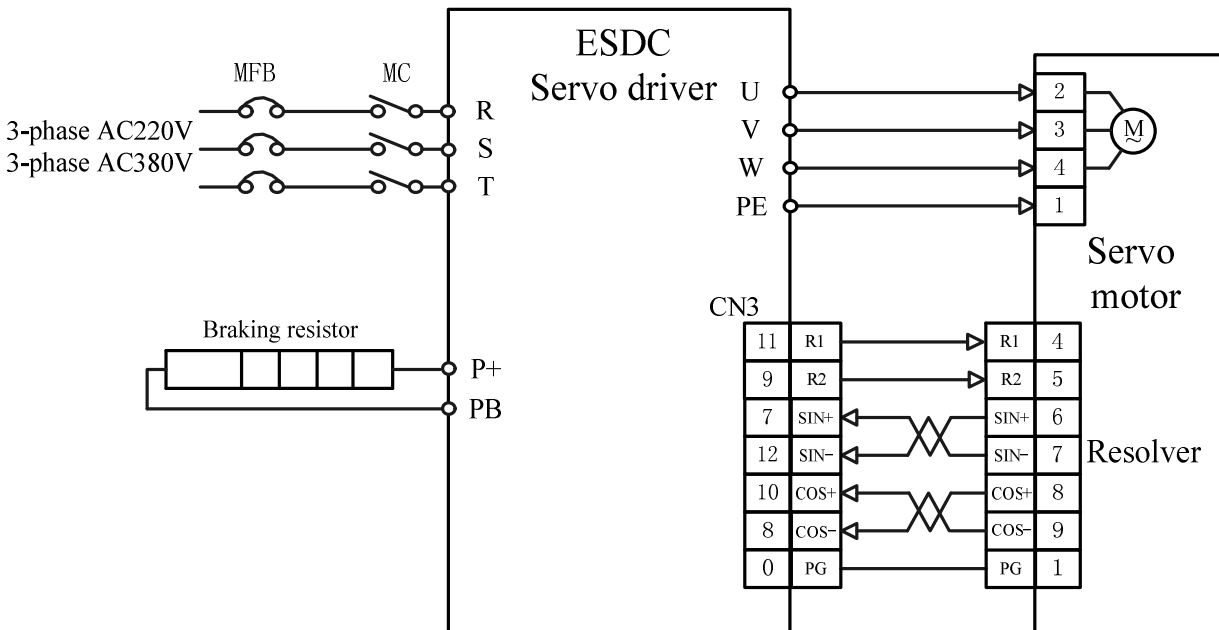 ESDC
Servo driver
MFB MC
3-phase AC220V
3-phase AC380V
R
S
T
U
V
W
PE
2
3
4
1
M
~
Servo
motor
Braking resistor
P+
PB
CN3
11 R1 R1 4
9 R2 R2 5
7 SIN+ SIN+ 6
12 SIN- SIN- 7
10 COS+ COS+ 8
8 COS- COS- 9
0 PG PG 1
Resolver